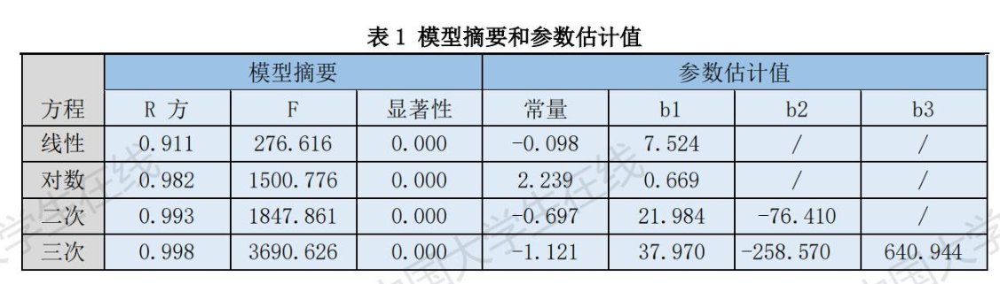 表 1 模型摘要和参数估计值
模型摘要 参数估计值
方程 R 方 F 显著性 常量 b1 b2 b3
线性 0.911 276.616 0.000 -0.098 7.524 / /
对数 0.982 1500.776 0.000 2.239 0.669 / /
二次 0.993 1847.861 0.000 -0.697 21.984 -76.410 /
三次 0.998 3690.626 0.000 -1.121 37.970 -258.570 640.944